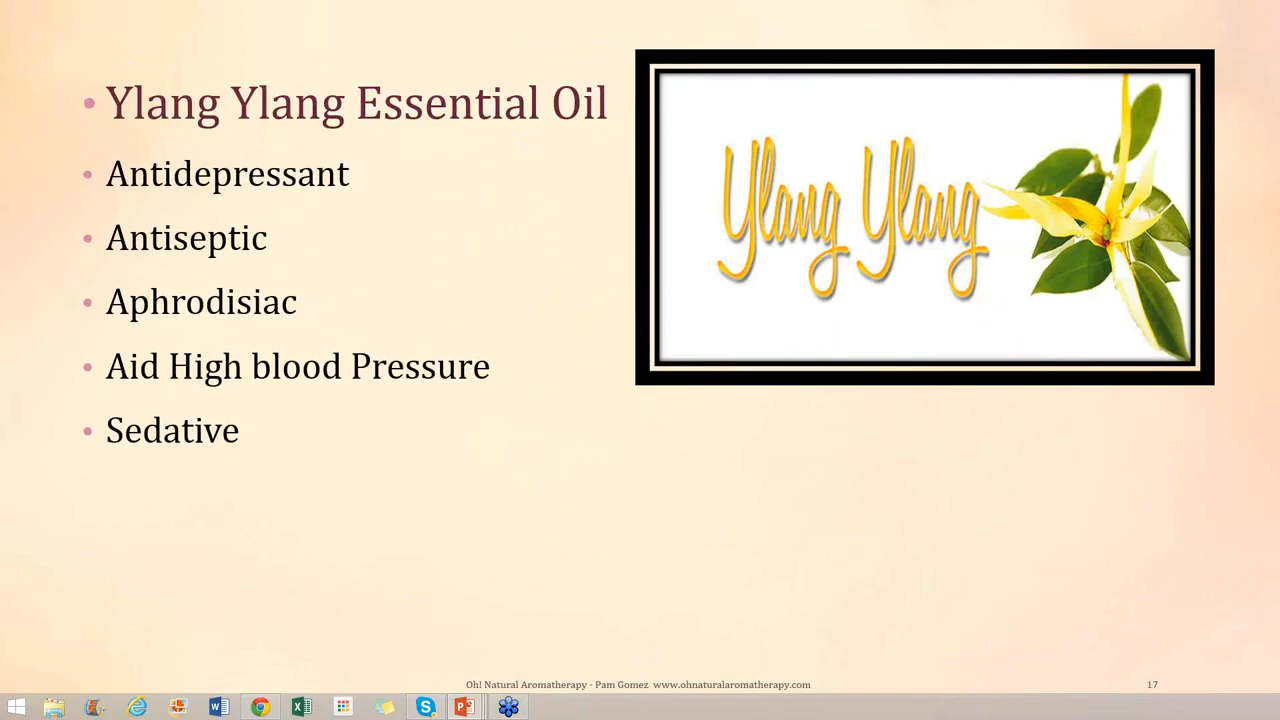 Ylang Ylang Essential Oil
Antidepressant
Antiseptic
Aphrodisiac
Aid High blood Pressure
Sedative
Ylang Ylang
Oh! Natural Aromatherapy - Pam Gomez www.ohnaturalaromatherapy.com
17